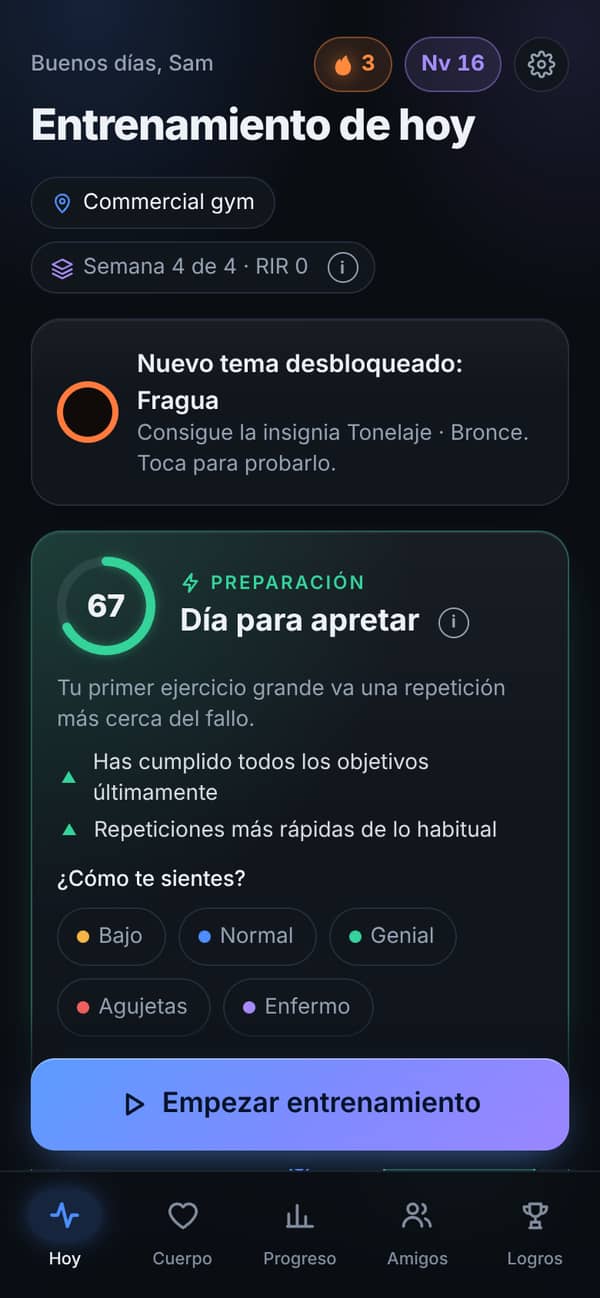 Buenos días, Sam
3
Nv 16
Entrenamiento de hoy
Commercial gym
Semana 4 de 4 · RIR 0
i
Nuevo tema desbloqueado:
Fragua
Consigue la insignia Tonelaje · Bronce.
Toca para probarlo.
67
PREPARACIÓN
Día para apretar
i
Tu primer ejercicio grande va una repetición
más cerca del fallo.
Has cumplido todos los objetivos
últimamente
Repeticiones más rápidas de lo habitual
¿Cómo te sientes?
Bajo
Normal
Genial
Agujetas
Enfermo
Empezar entrenamiento
Hoy
Cuerpo
Progreso
Amigos
Logros